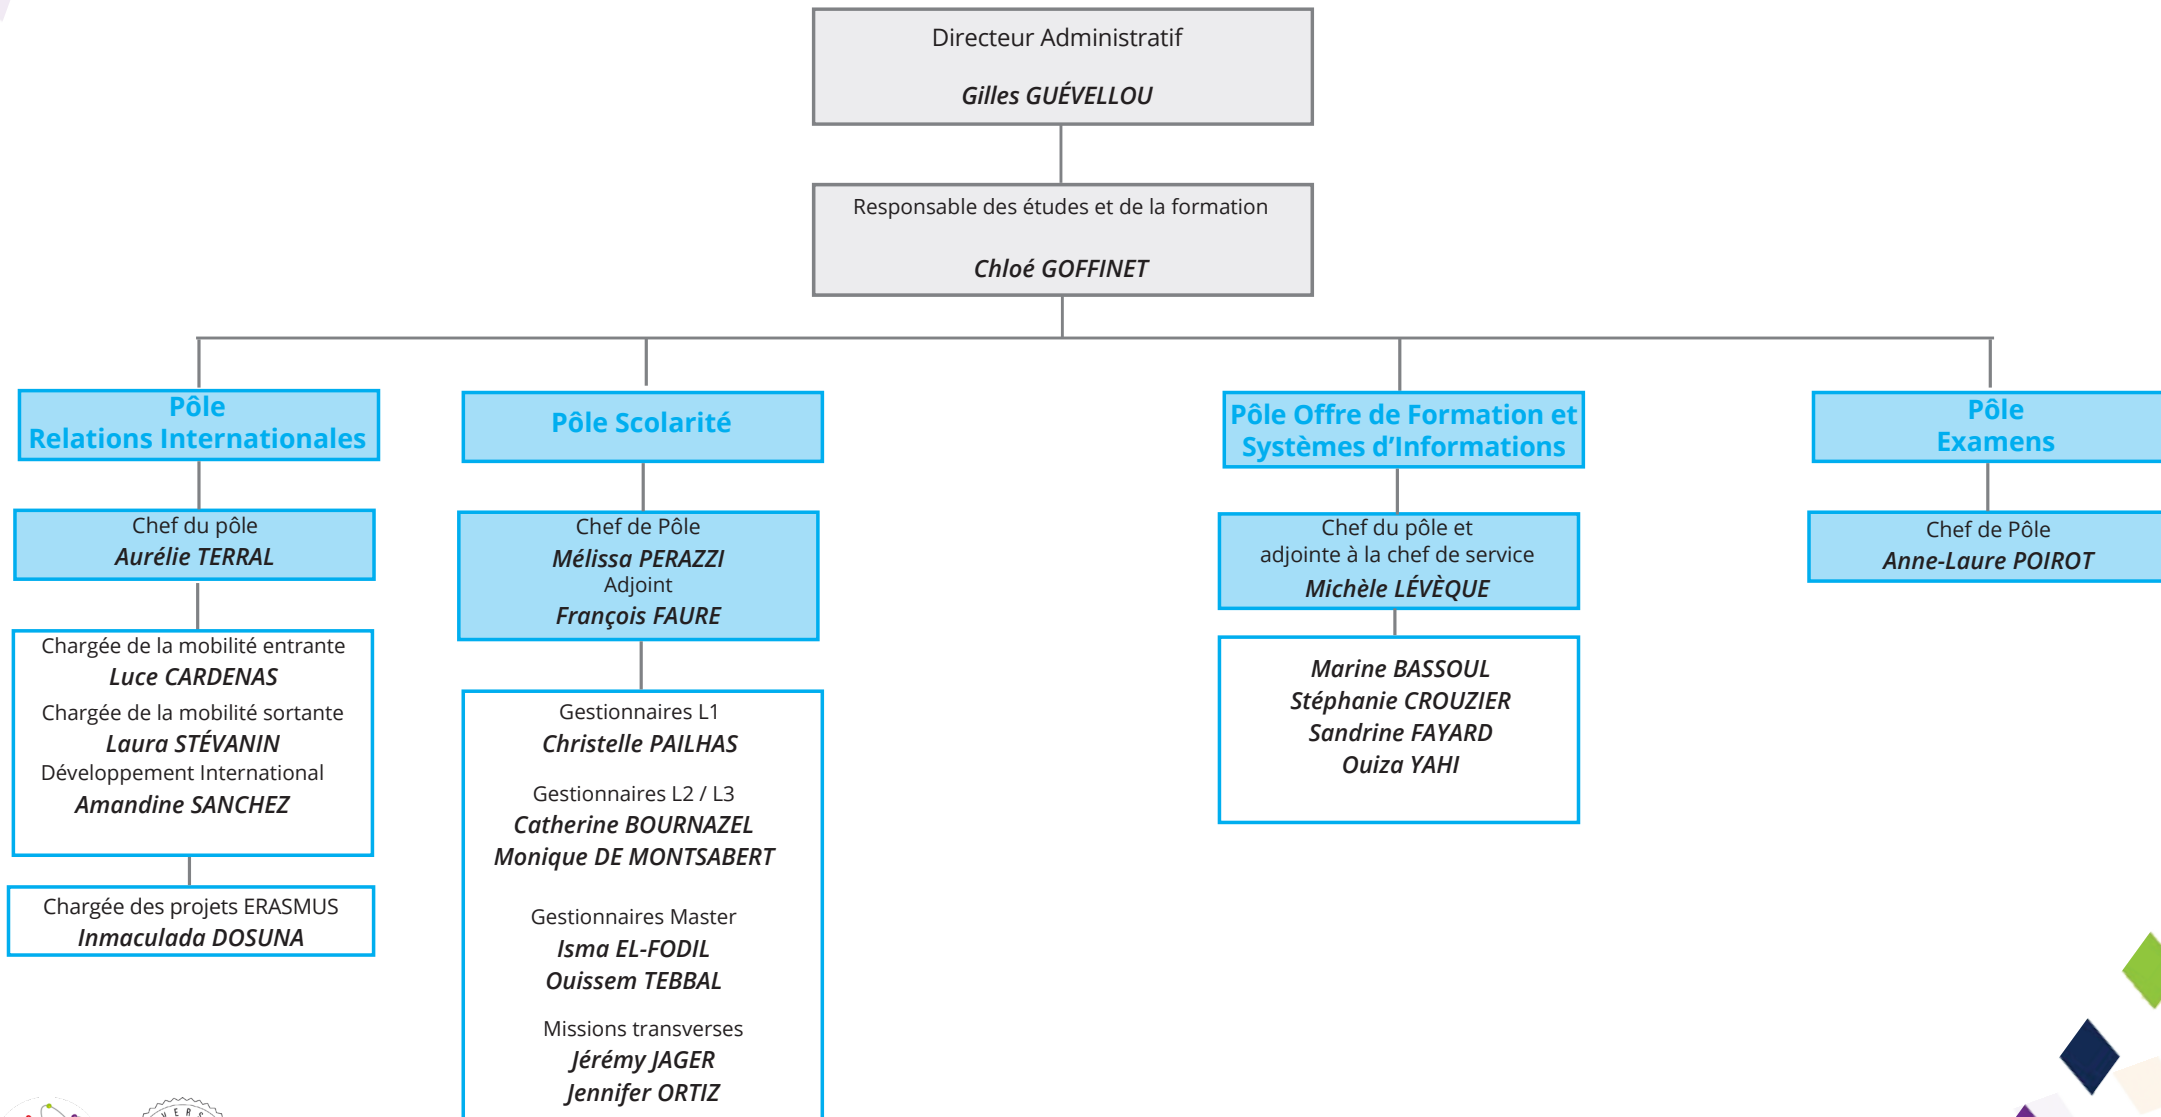 Directeur Administratif
Gilles GUÉVELLOU
Responsable des études et de la formation
Chloé GOFFINET
Pôle
Relations Internationales
Chef du pôle
Aurélie TERRAL
Chargée de la mobilité entrante
Luce CARDENAS
Chargée de la mobilité sortante
Laura STÉVANIN
Développement International
Amandine SANCHEZ
Chargée des projets ERASMUS
Inmaculada DOSUNA
Pôle Scolarité
Chef de Pôle
Mélissa PERAZZI
Adjoint
François FAURE
Gestionnaires L1
Christelle PAILHAS
Gestionnaires L2 / L3
Catherine BOURNAZEL
Monique DE MONTSABERT
Gestionnaires Master
Isma EL-FODIL
Ouissem TEBBAL
Missions transverses
Jérémy JAGER
Jennifer ORTIZ
Pôle Offre de Formation et
Systèmes d’Informations
Chef du pôle et
adjointe à la chef de service
Michèle LÉVÈQUE
Marine BASSOUL
Stéphanie CROUZIER
Sandrine FAYARD
Ouiza YAHI
Pôle
Examens
Chef de Pôle
Anne-Laure POIROT